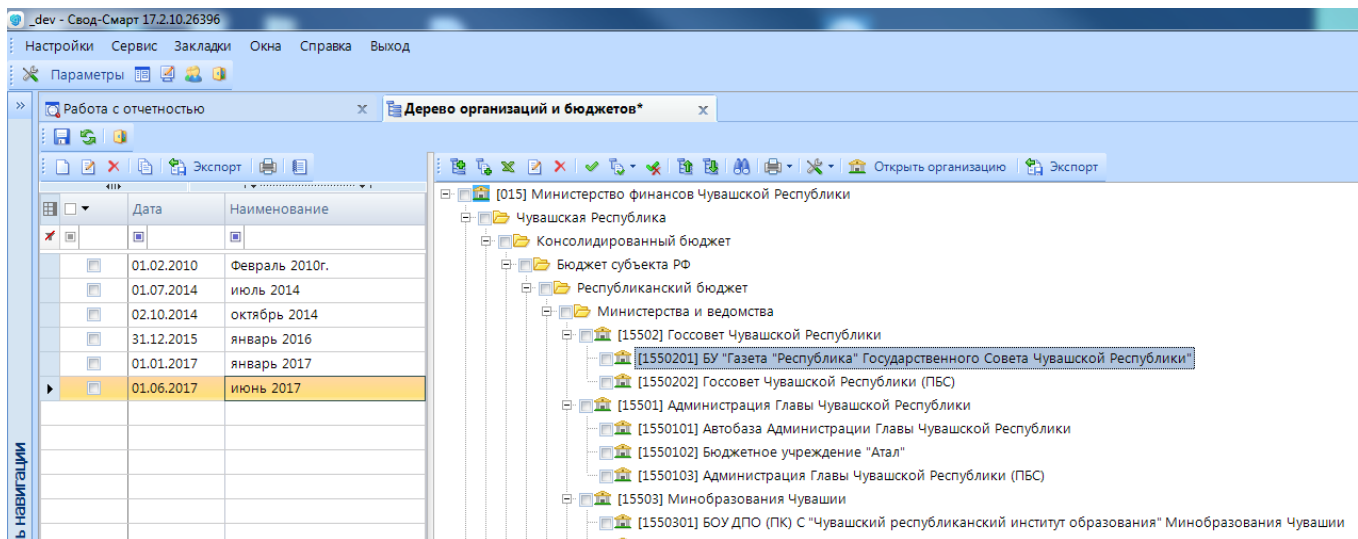 _dev - Свод-Смарт 17.2.10.26396
Настройки Сервис Закладки Окна Справка Выход
Параметры
Работа с отчетностью x Дерево организаций и бюджетов* x
Экспорт
Открыть организацию Экспорт
Дата Наименование
01.02.2010 Февраль 2010г.
01.07.2014 июль 2014
02.10.2014 октябрь 2014
31.12.2015 январь 2016
01.01.2017 январь 2017
01.06.2017 июнь 2017
[015] Министерство финансов Чувашской Республики
Чувашская Республика
Консолидированный бюджет
Бюджет субъекта РФ
Республиканский бюджет
Министерства и ведомства
[15502] Госсовет Чувашской Республики
[1550201] БУ "Газета "Республика" Государственного Совета Чувашской Республики"
[1550202] Госсовет Чувашской Республики (ПБС)
[15501] Администрация Главы Чувашской Республики
[1550101] Автобаза Администрации Главы Чувашской Республики
[1550102] Бюджетное учреждение "Атал"
[1550103] Администрация Главы Чувашской Республики (ПБС)
[15503] Минобразования Чувашии
[1550301] БОУ ДПО (ПК) С "Чувашский республиканский институт образования" Минобразования Чувашии
навигации